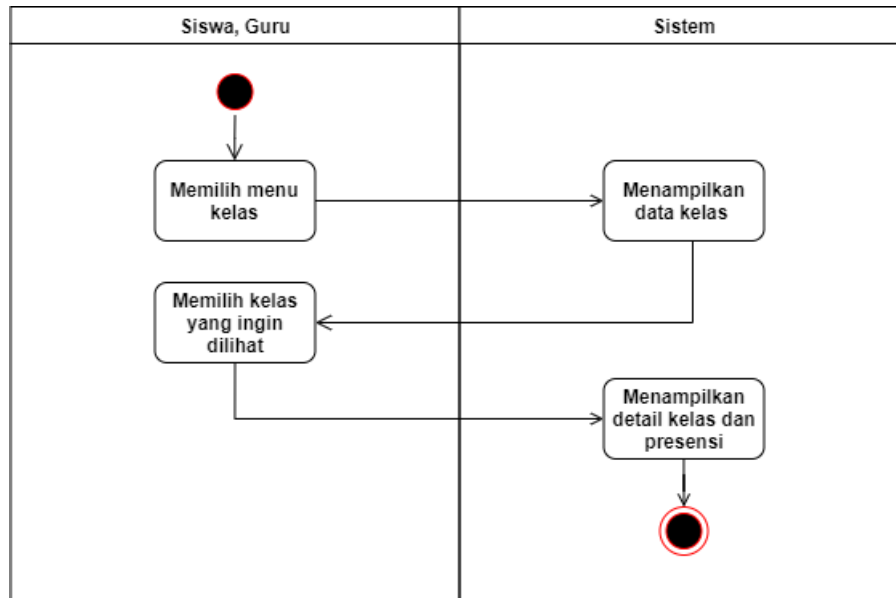 Siswa, Guru
Sistem
Memilih menu
kelas
Menampilkan
data kelas
Memilih kelas
yang ingin
dilihat
Menampilkan
detail kelas dan
presensi